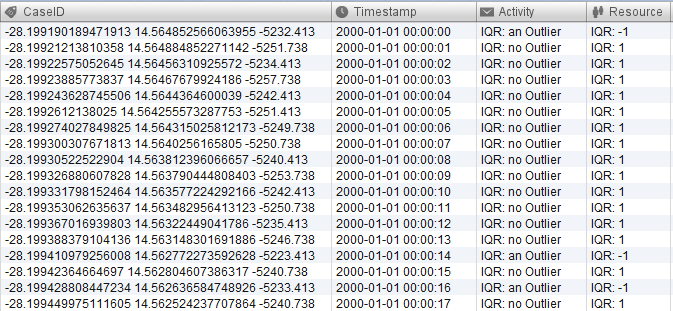 CaseID Timestamp Activity Resource
-28.199190189471913 14.564852566063955 -5232.413 2000-01-01 00:00:00 IQR: an Outlier IQR: -1
-28.19921213810358 14.564884852271142 -5251.738 2000-01-01 00:00:01 IQR: no Outlier IQR: 1
-28.19922575052645 14.56456310925572 -5234.413 2000-01-01 00:00:02 IQR: no Outlier IQR: 1
-28.19923885773837 14.56467679924186 -5257.738 2000-01-01 00:00:03 IQR: no Outlier IQR: 1
-28.199243628745506 14.5644364600039 -5242.413 2000-01-01 00:00:04 IQR: no Outlier IQR: 1
-28.1992612138025 14.564255573287753 -5251.413 2000-01-01 00:00:05 IQR: no Outlier IQR: 1
-28.199274027849825 14.564315025812173 -5249.738 2000-01-01 00:00:06 IQR: no Outlier IQR: 1
-28.199300307671813 14.5640256165805 -5250.738 2000-01-01 00:00:07 IQR: no Outlier IQR: 1
-28.19930522522904 14.563812396066657 -5240.413 2000-01-01 00:00:08 IQR: no Outlier IQR: 1
-28.199326880607828 14.563790444808403 -5253.738 2000-01-01 00:00:09 IQR: no Outlier IQR: 1
-28.199331798152464 14.563577224292166 -5242.413 2000-01-01 00:00:10 IQR: no Outlier IQR: 1
-28.199353062635637 14.563482956413123 -5250.738 2000-01-01 00:00:11 IQR: no Outlier IQR: 1
-28.199367016939803 14.56322449041786 -5235.413 2000-01-01 00:00:12 IQR: no Outlier IQR: 1
-28.199388379104136 14.563148301691886 -5246.738 2000-01-01 00:00:13 IQR: no Outlier IQR: 1
-28.199410979256008 14.562772273592628 -5223.413 2000-01-01 00:00:14 IQR: an Outlier IQR: -1
-28.19942364664697 14.562804607386317 -5240.738 2000-01-01 00:00:15 IQR: no Outlier IQR: 1
-28.199428808447234 14.562636584748926 -5233.413 2000-01-01 00:00:16 IQR: an Outlier IQR: -1
-28.199449975111605 14.562524237707864 -5240.738 2000-01-01 00:00:17 IQR: no Outlier IQR: 1